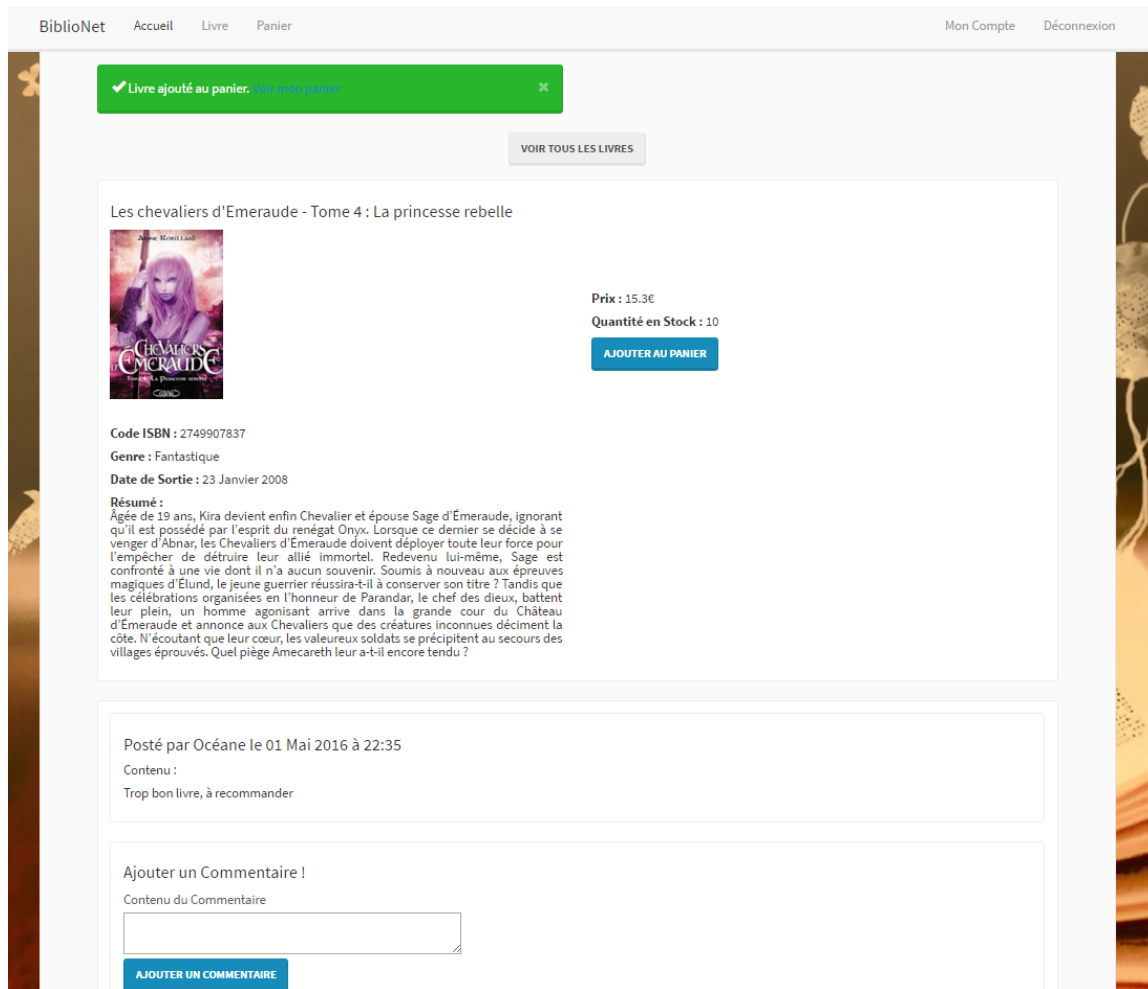 BiblioNet Accueil Livre Panier Mon Compte Déconnexion
Livre ajouté au panier. Voir mon panier ×
VOIR TOUS LES LIVRES
Les chevaliers d'Emeraude - Tome 4 : La princesse rebelle
Anne Robillard
LES CHEVALIERS
D'ÉMERAUDE
Tome 4 : La Princesse rebelle
Prix : 15.3€
Quantité en Stock : 10
AJOUTER AU PANIER
Code ISBN : 2749907837
Genre : Fantastique
Date de Sortie : 23 Janvier 2008
Résumé :
Âgée de 19 ans, Kira devient enfin Chevalier et épouse Sage d'Émeraude, ignorant
qu'il est possédé par l'esprit du renégat Onyx. Lorsque ce dernier se décide à se
venger d'Abnar, les Chevaliers d'Émeraude doivent déployer toute leur force pour
l'empêcher de détruire leur allié immortel. Redevenu lui-même, Sage est
confronté à une vie dont il n'a aucun souvenir. Soumis à nouveau aux épreuves
magiques d'Élund, le jeune guerrier réussira-t-il à conserver son titre ? Tandis que
les célébrations organisées en l'honneur de Parandar, le chef des dieux, battent
leur plein, un homme agonisant arrive dans la grande cour du Château
d'Émeraude et annonce aux Chevaliers que des créatures inconnues déciment la
côte. N'écoutant que leur cœur, les valeureux soldats se précipitent au secours des
villages éprouvés. Quel piège Amecareth leur a-t-il encore tendu ?
Posté par Océane le 01 Mai 2016 à 22:35
Contenu :
Trop bon livre, à recommander
Ajouter un Commentaire !
Contenu du Commentaire
AJOUTER UN COMMENTAIRE